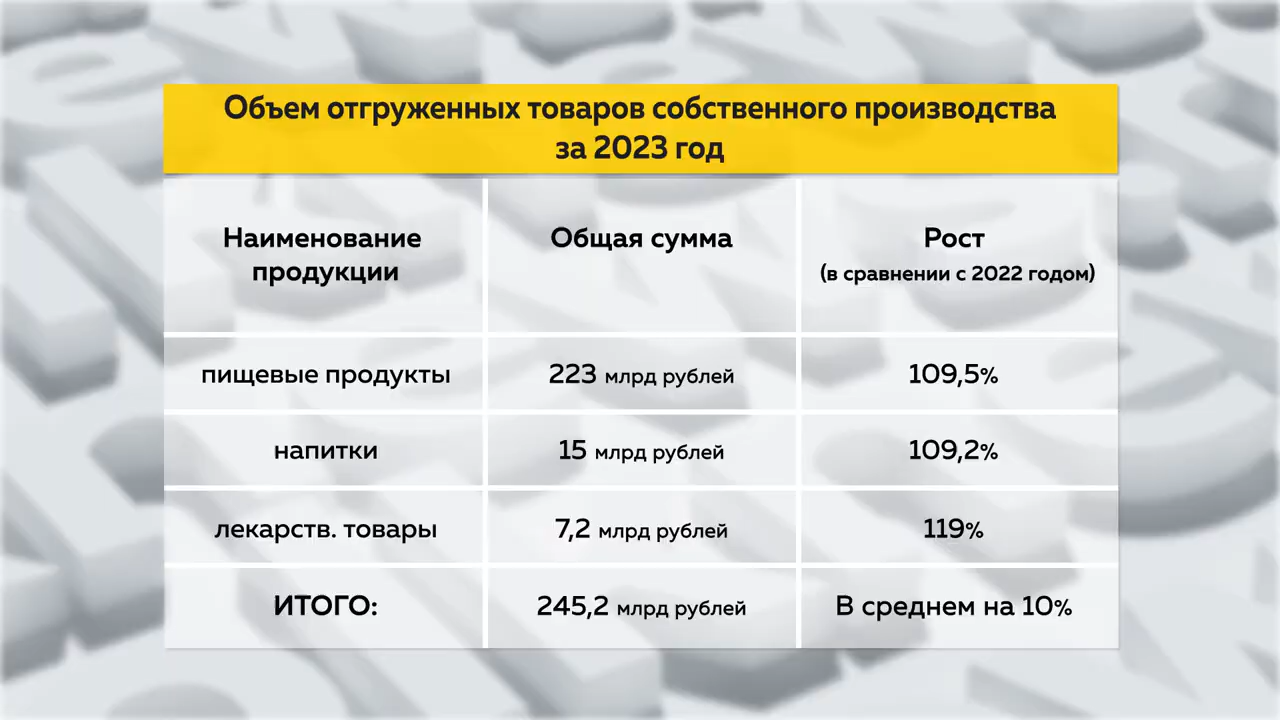 Объем отгруженных товаров собственного производства
за 2023 год
Наименование
продукции
Общая сумма
Рост
(в сравнении с 2022 годом)
пищевые продукты
223 млрд рублей
109,5%
напитки
15 млрд рублей
109,2%
лекарств. товары
7,2 млрд рублей
119%
ИТОГО:
245,2 млрд рублей
В среднем на 10%